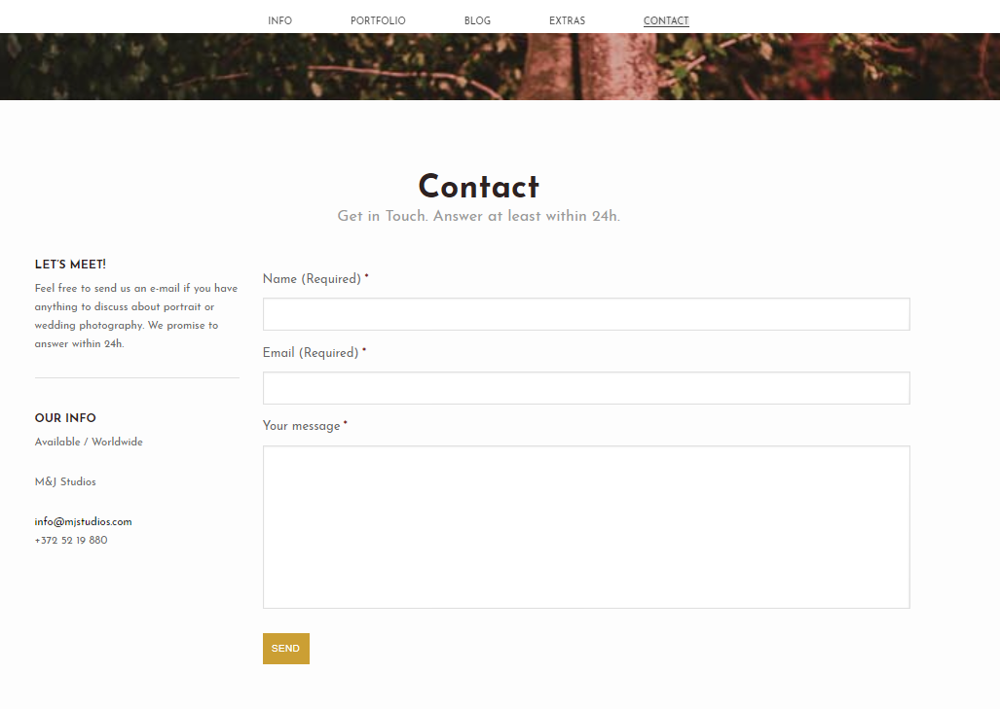 INFO PORTFOLIO BLOG EXTRAS CONTACT
Contact
Get in Touch. Answer at least within 24h.
LET'S MEET!
Feel free to send us an e-mail if you have
anything to discuss about portrait or
wedding photography. We promise to
answer within 24h.
OUR INFO
Available / Worldwide
M&J Studios
info@mjstudios.com
+372 52 19 880
Name (Required) *
Email (Required) *
Your message *
SEND